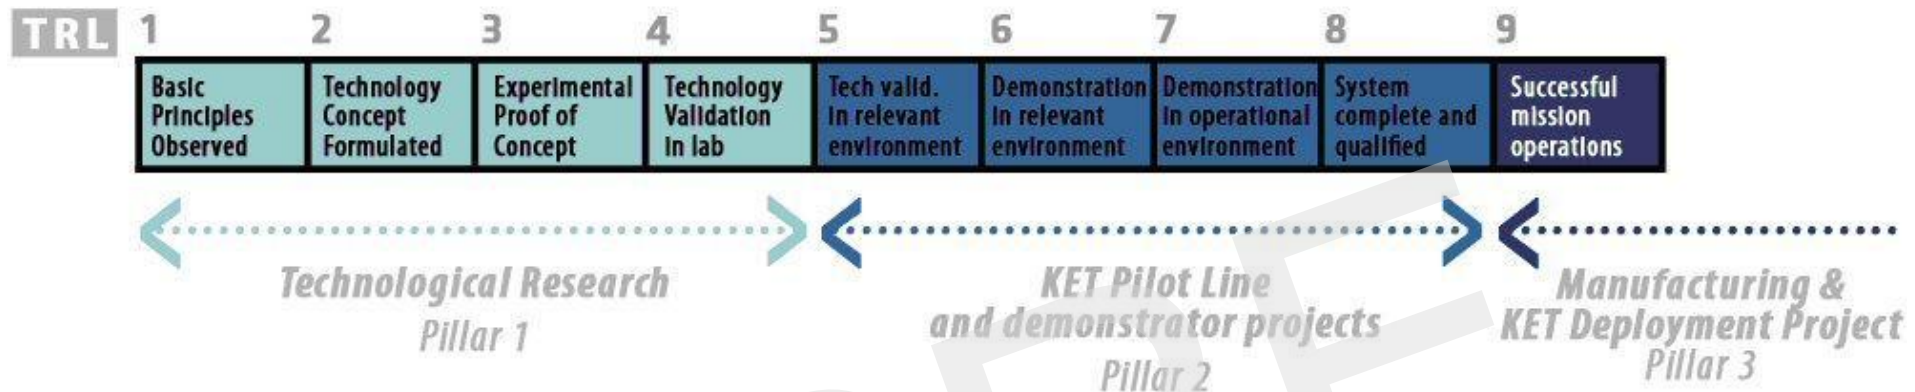 TRL 1 2 3 4 5 6 7 8 9
Basic
Principles
Observed
Technology
Concept
Formulated
Experimental
Proof of
Concept
Technology
Validation
in lab
Tech valid.
in relevant
environment
Demonstration
in relevant
environment
Demonstration
in operational
environment
System
complete and
qualified
Successful
mission
operations
Technological Research
Pillar 1
KET Pilot Line
and demonstrator projects
Pillar 2
Manufacturing &
KET Deployment Project
Pillar 3